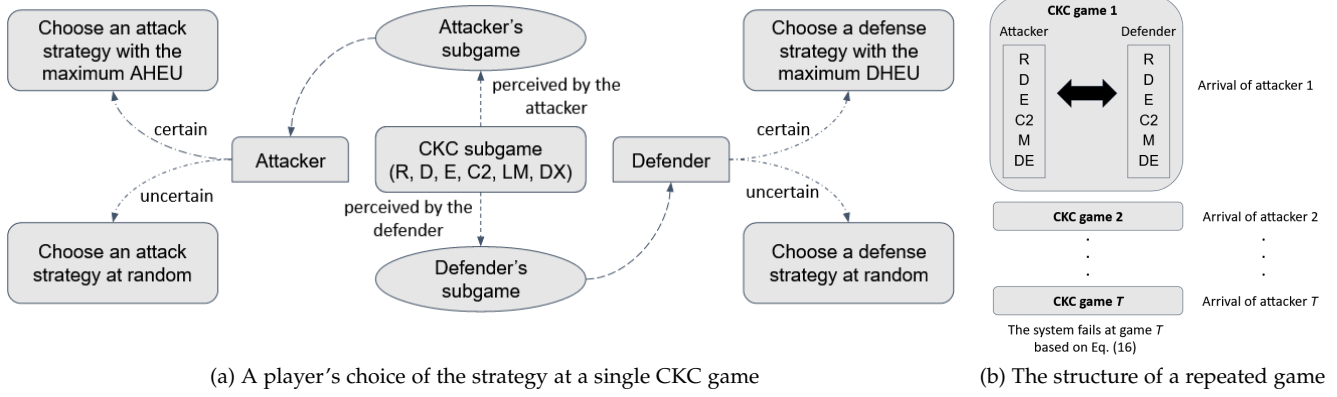 Choose an attack
strategy with the
maximum AHEU
Attacker's
subgame
Choose a defense
strategy with the
maximum DHEU
perceived by the
attacker
certain
certain
Attacker
CKC subgame
(R, D, E, C2, LM, DX)
Defender
uncertain
uncertain
perceived by the
defender
Choose an attack
strategy at random
Defender's
subgame
Choose a defense
strategy at random
(a) A player's choice of the strategy at a single CKC game
CKC game 1
Attacker
Defender
R
D
E
C2
M
DE
R
D
E
C2
M
DE
Arrival of attacker 1
CKC game 2
Arrival of attacker 2
CKC game T
Arrival of attacker T
The system fails at game T
based on Eq. (16)
(b) The structure of a repeated game